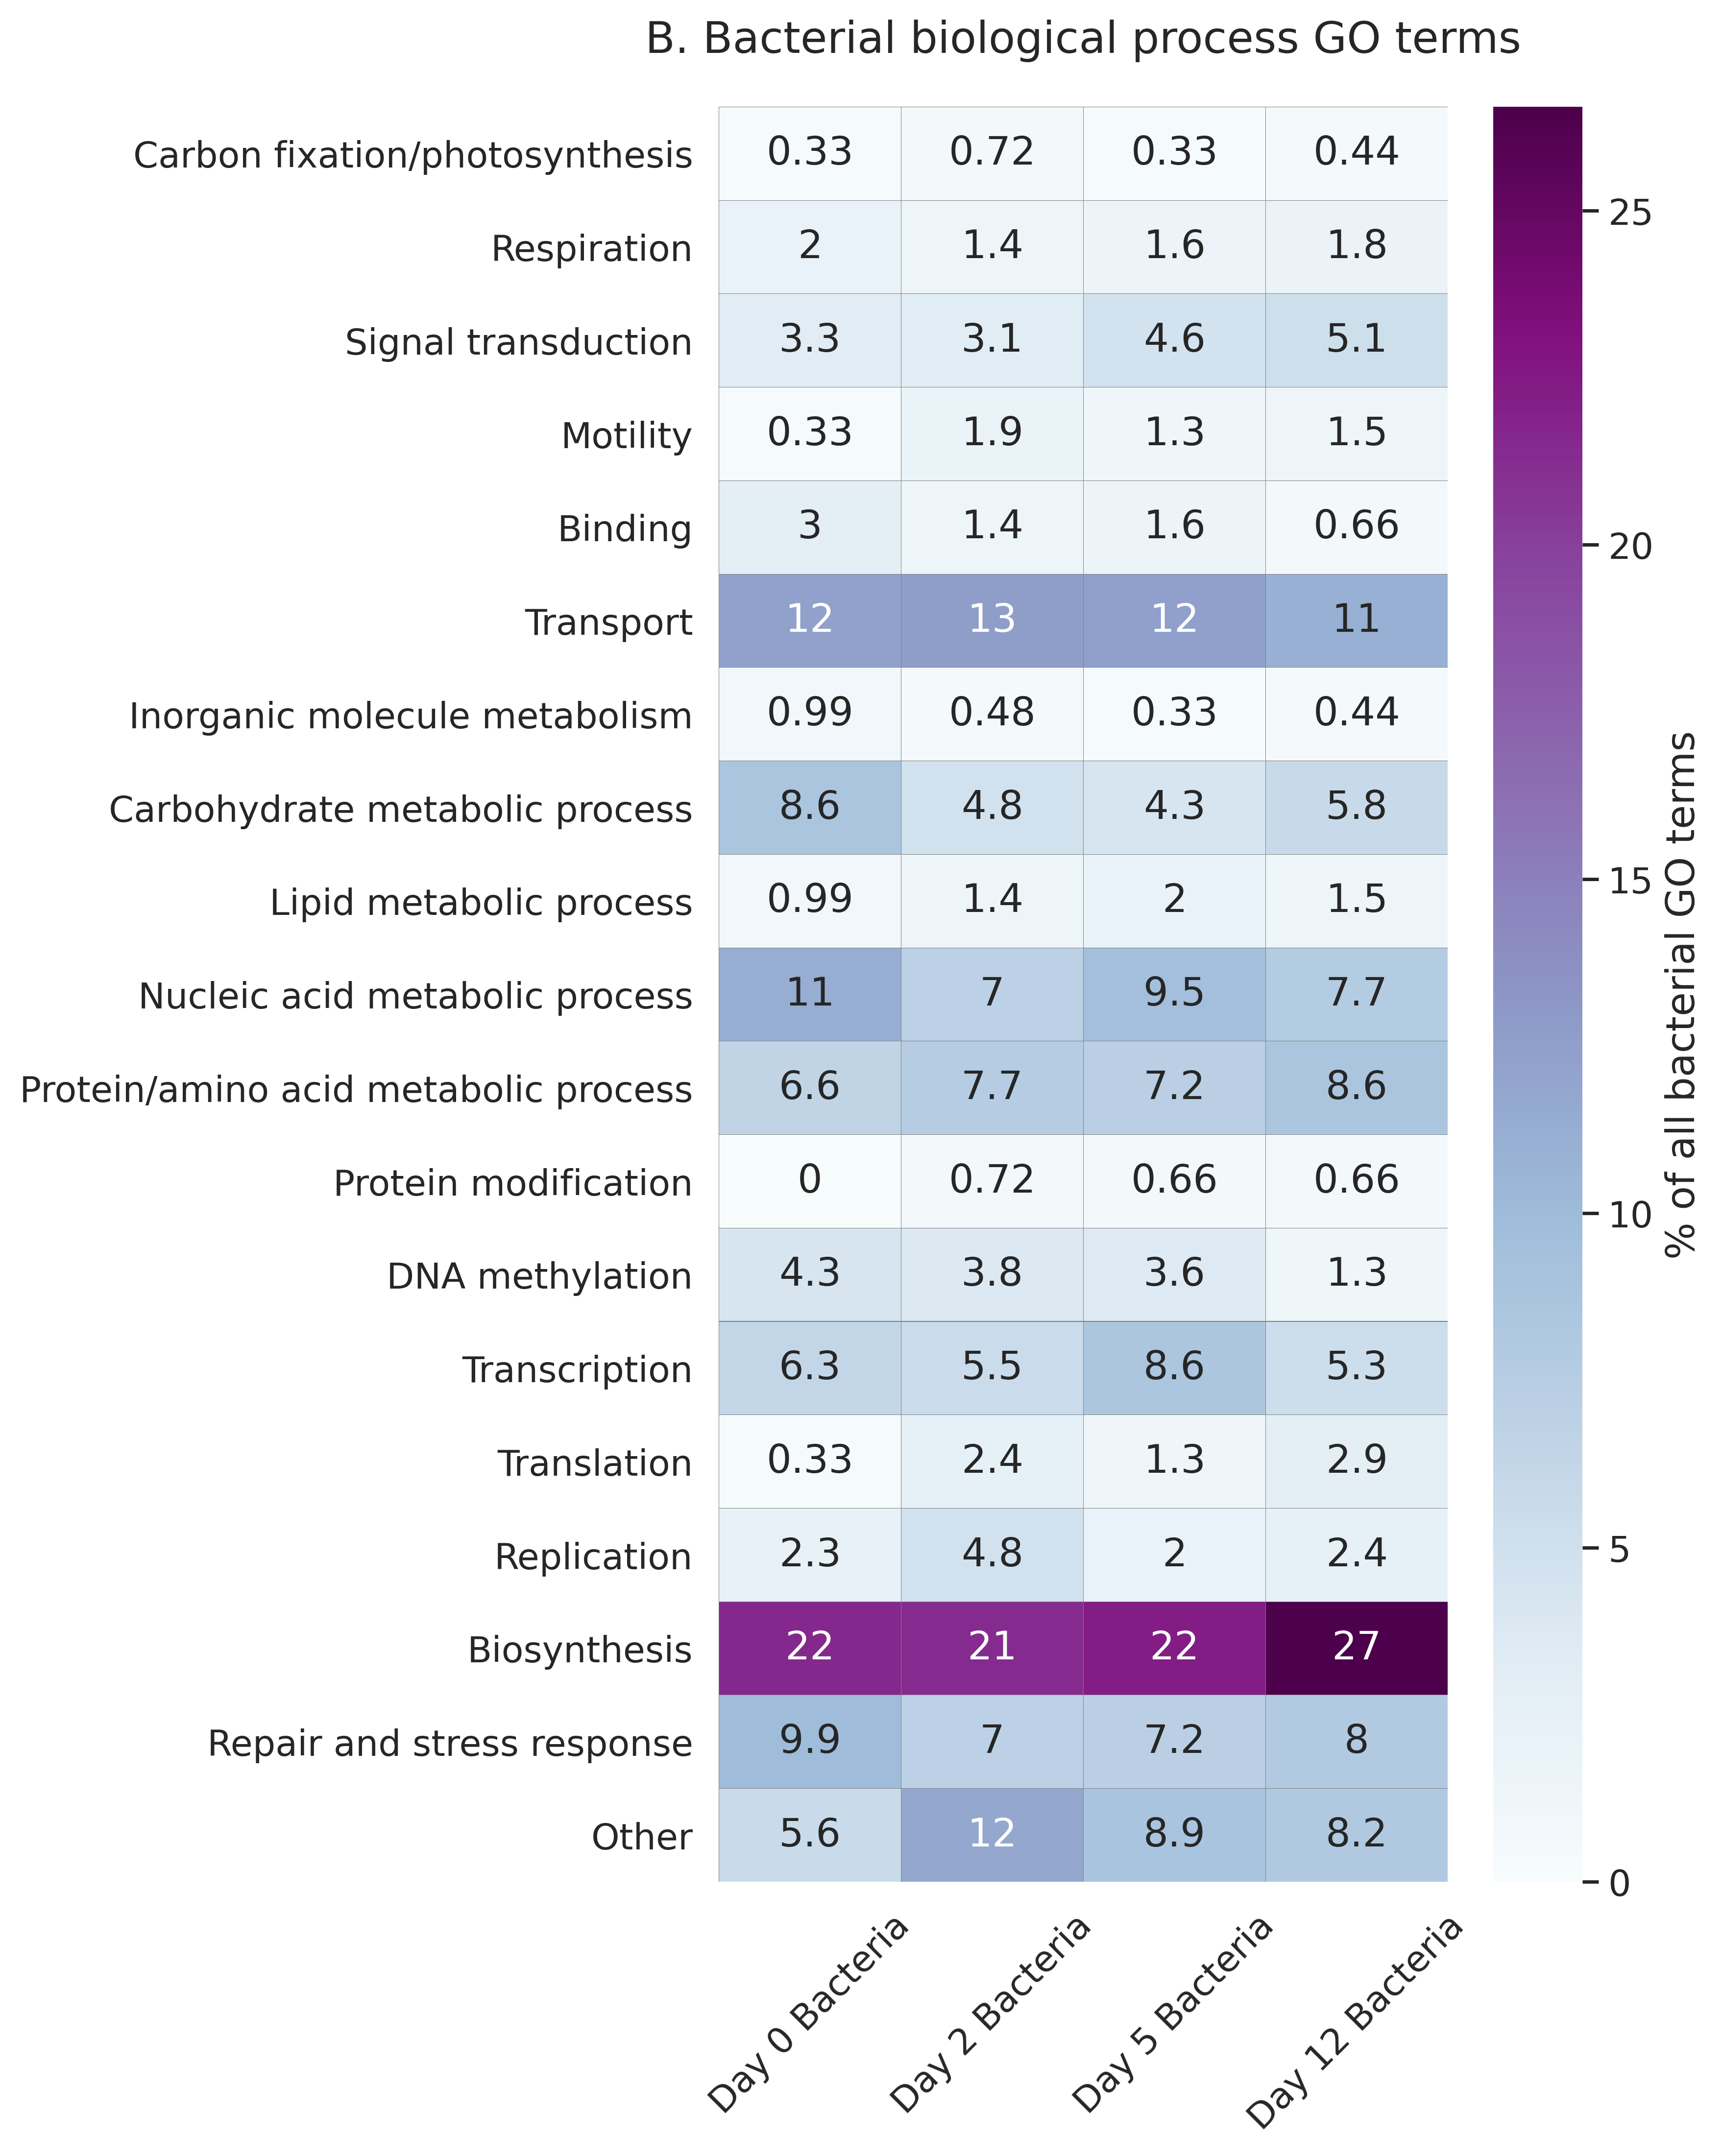 B. Bacterial biological process GO terms
Carbon fixation/photosynthesis 0.33 0.72 0.33 0.44
Respiration 2 1.4 1.6 1.8
Signal transduction 3.3 3.1 4.6 5.1
Motility 0.33 1.9 1.3 1.5
Binding 3 1.4 1.6 0.66
Transport 12 13 12 11
Inorganic molecule metabolism 0.99 0.48 0.33 0.44
Carbohydrate metabolic process 8.6 4.8 4.3 5.8
Lipid metabolic process 0.99 1.4 2 1.5
Nucleic acid metabolic process 11 7 9.5 7.7
Protein/amino acid metabolic process 6.6 7.7 7.2 8.6
Protein modification 0 0.72 0.66 0.66
DNA methylation 4.3 3.8 3.6 1.3
Transcription 6.3 5.5 8.6 5.3
Translation 0.33 2.4 1.3 2.9
Replication 2.3 4.8 2 2.4
Biosynthesis 22 21 22 27
Repair and stress response 9.9 7 7.2 8
Other 5.6 12 8.9 8.2
Day 0 Bacteria
Day 2 Bacteria
Day 5 Bacteria
Day 12 Bacteria
25
20
15
10
5
0
% of all bacterial GO terms